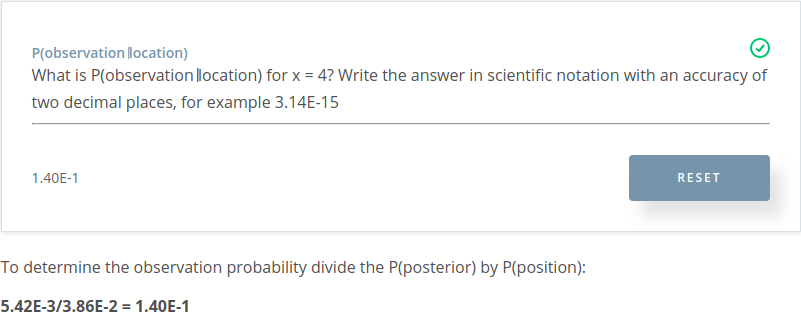 P(observation∣location)
What is P(observation∣location) for x = 4? Write the answer in scientific notation with an accuracy of
two decimal places, for example 3.14E-15
1.40E-1
RESET
To determine the observation probability divide the P(posterior) by P(position):
5.42E-3/3.86E-2 = 1.40E-1